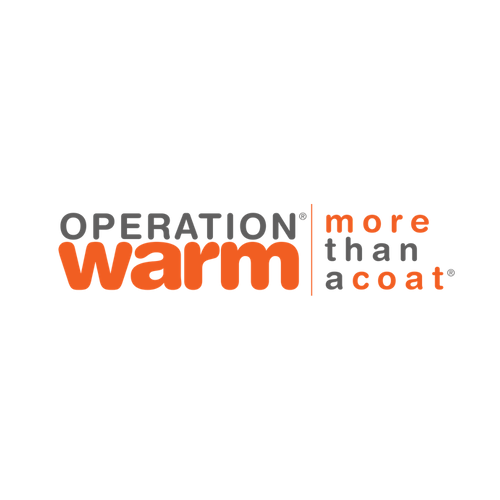 OPERATION®
warm
more
than
acoat®